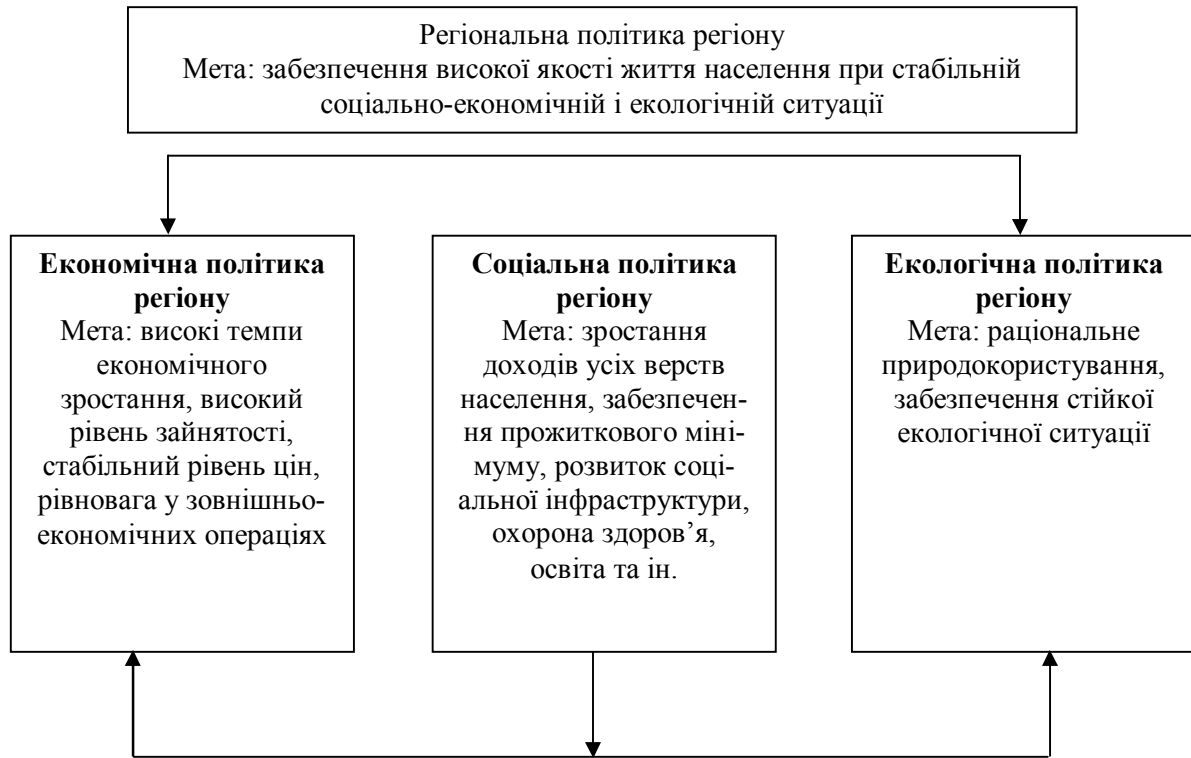 Регіональна політика регіону
Мета: забезпечення високої якості життя населення при стабільній
соціально-економічній і екологічній ситуації
Економічна політика
регіону
Мета: високі темпи
економічного
зростання, високий
рівень зайнятості,
стабільний рівень цін,
рівновага у зовнішньо-
економічних операціях
Соціальна політика
регіону
Мета: зростання
доходів усіх верств
населення, забезпечен-
ня прожиткового міні-
муму, розвиток соці-
альної інфраструктури,
охорона здоров’я,
освіта та ін.
Екологічна політика
регіону
Мета: раціональне
природокористування,
забезпечення стійкої
екологічної ситуації